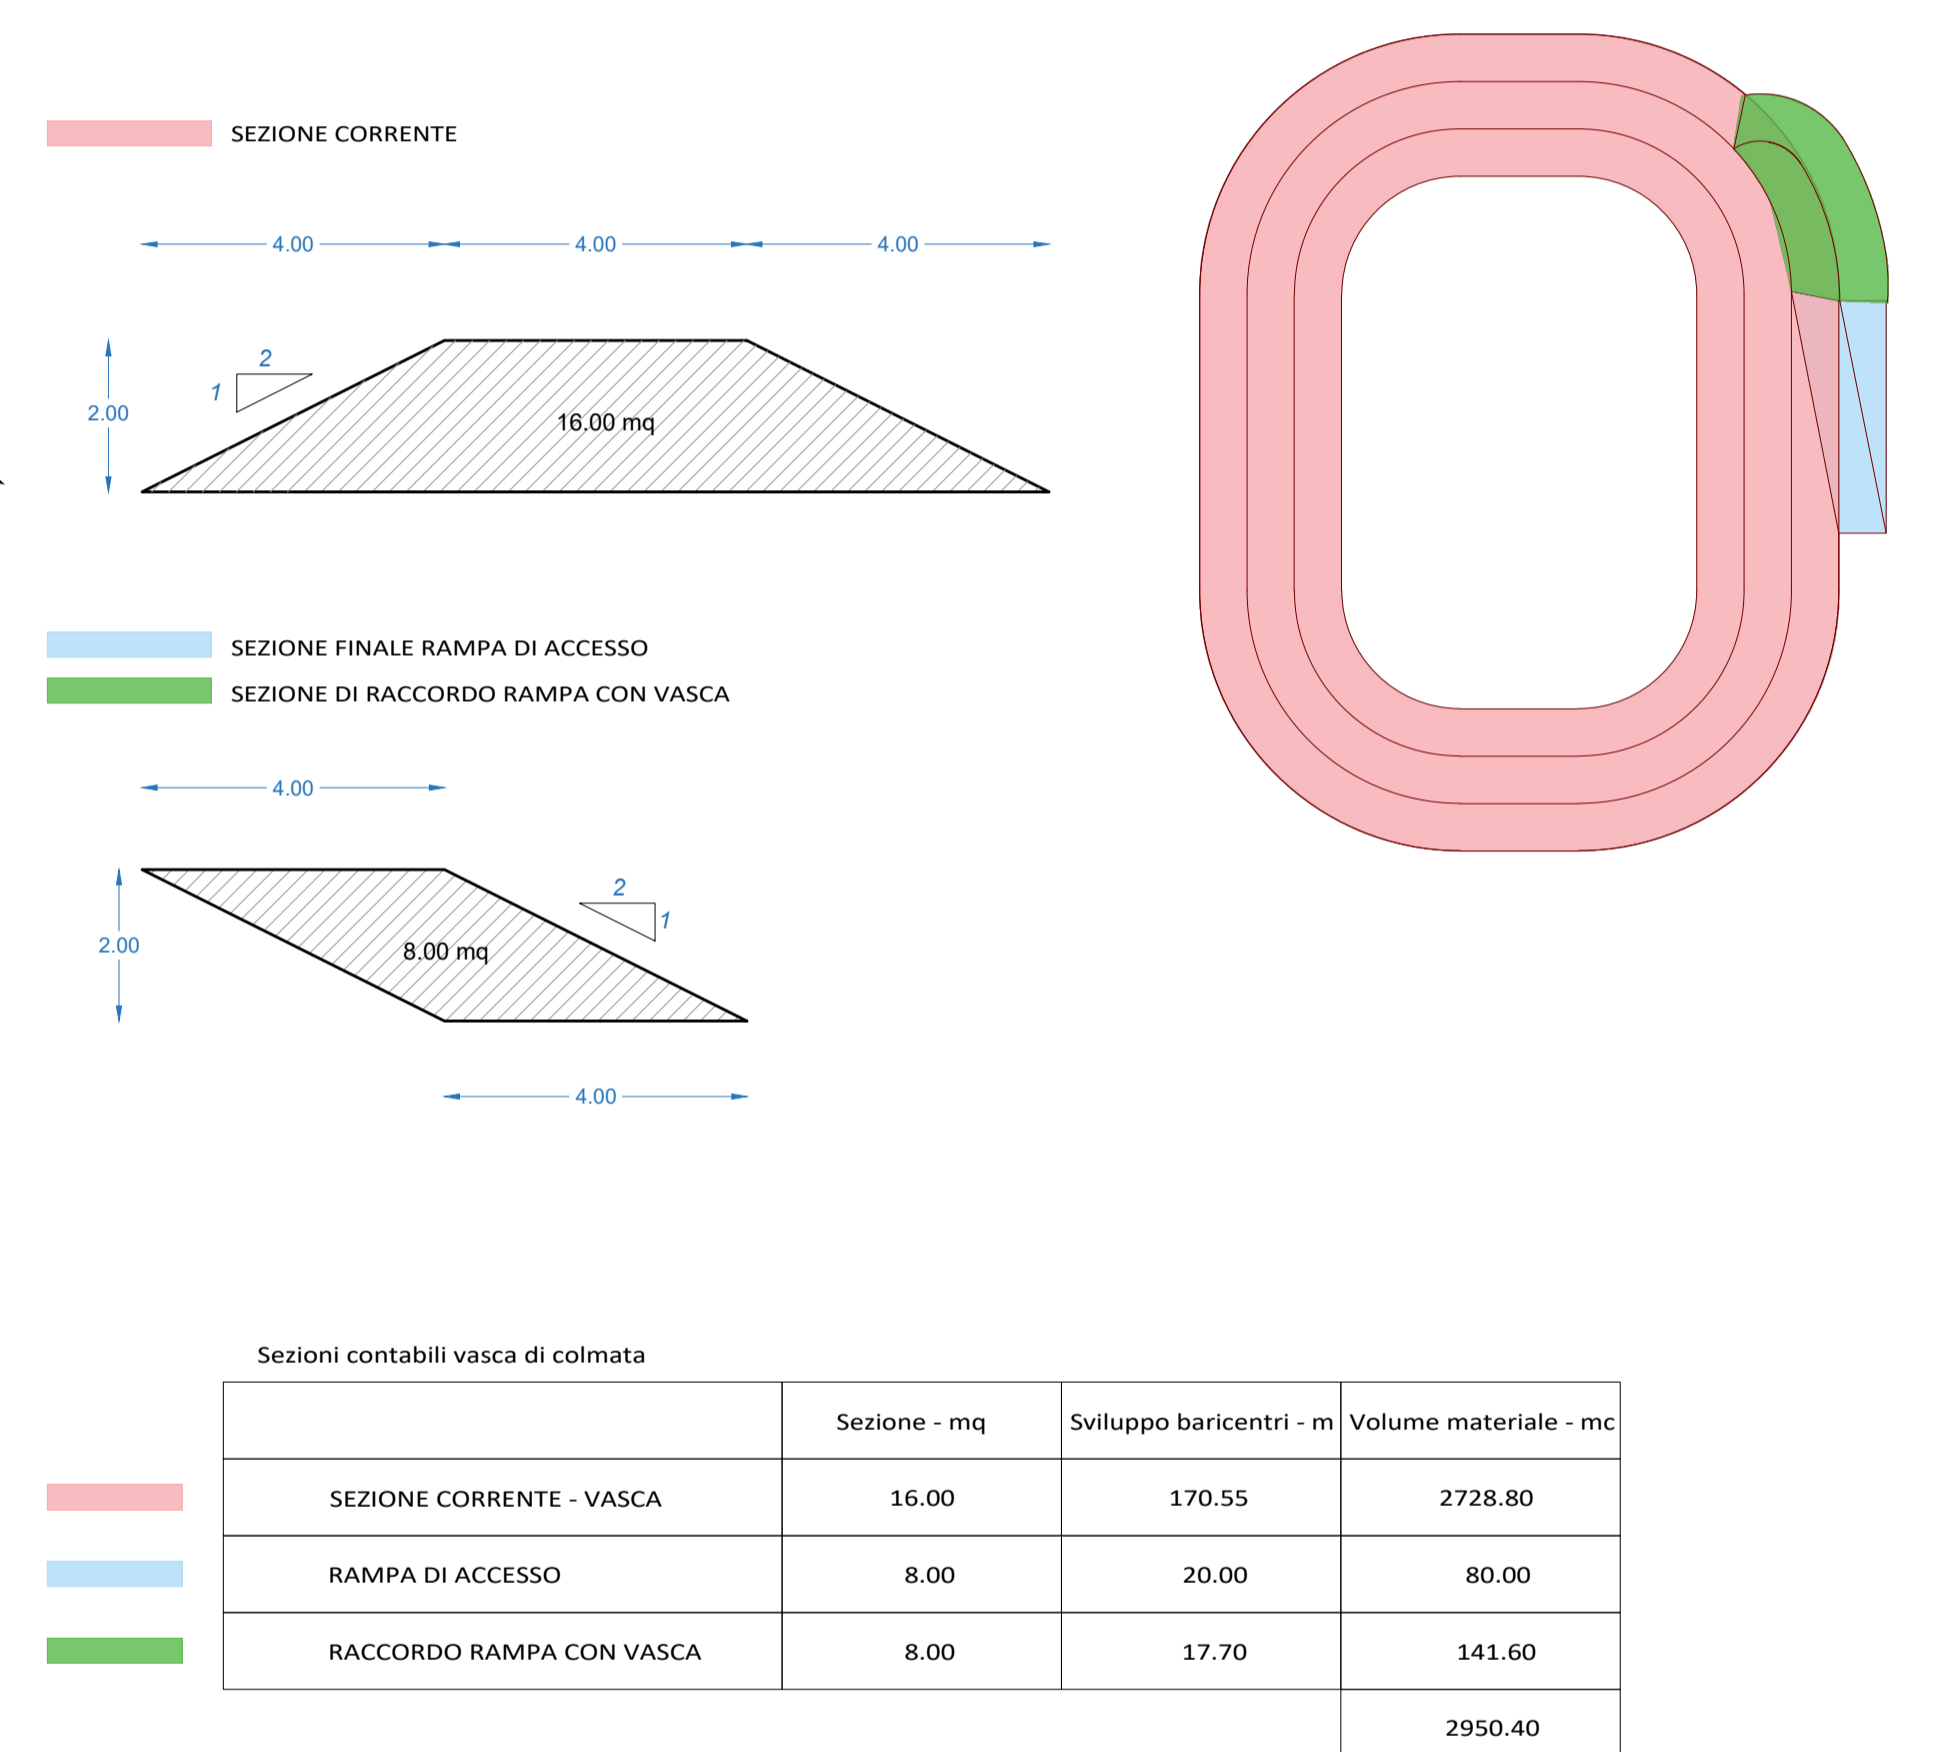 SEZIONE CORRENTE
4.00 4.00 4.00
2
1
2.00
16.00 mq
SEZIONE FINALE RAMPA DI ACCESSO
SEZIONE DI RACCORDO RAMPA CON VASCA
4.00
2
1
2.00
8.00 mq
4.00
Sezioni contabili vasca di colmata
Sezione - mq Sviluppo baricentri - m Volume materiale - mc
SEZIONE CORRENTE - VASCA 16.00 170.55 2728.80
RAMPA DI ACCESSO 8.00 20.00 80.00
RACCORDO RAMPA CON VASCA 8.00 17.70 141.60
2950.40